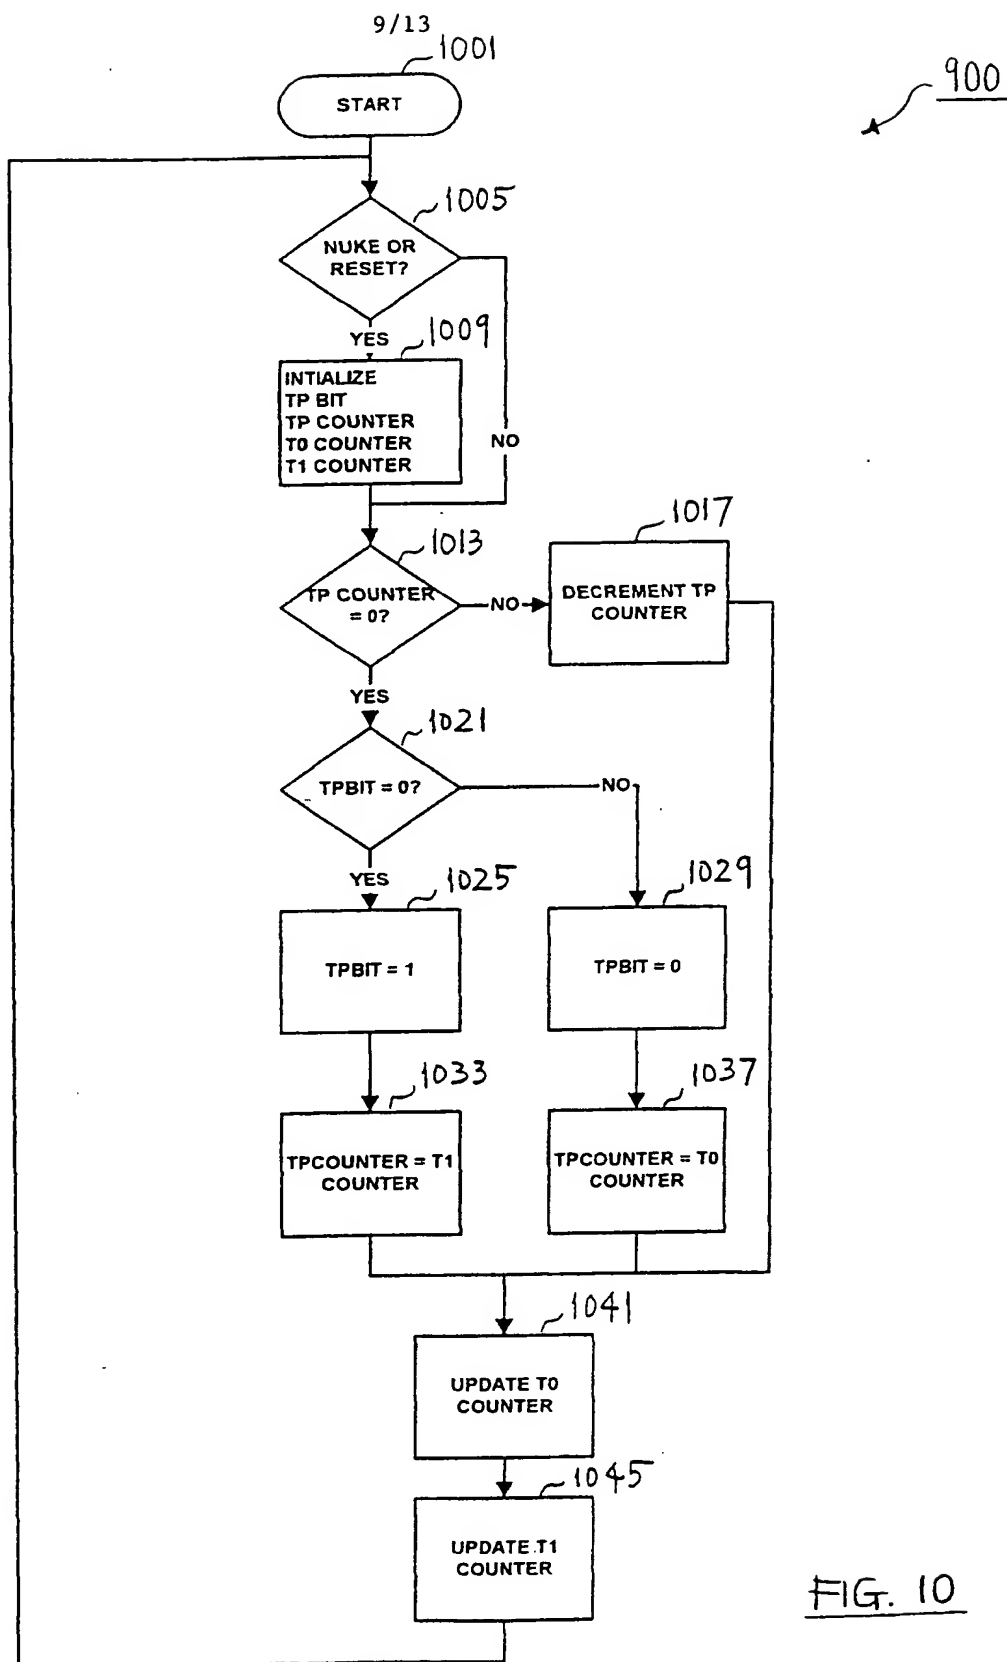 9/13
1001
START
900
1005
NUKE OR
RESET?
YES
1009
INTIALIZE
TP BIT
TP COUNTER
T0 COUNTER
T1 COUNTER
NO
1013
TP COUNTER
= 0?
NO
1017
DECREMENT TP
COUNTER
YES
1021
TPBIT = 0?
NO
YES
1025
TPBIT = 1
1029
TPBIT = 0
1033
TPCOUNTER = T1
COUNTER
1037
TPCOUNTER = T0
COUNTER
1041
UPDATE T0
COUNTER
1045
UPDATE T1
COUNTER
FIG. 10